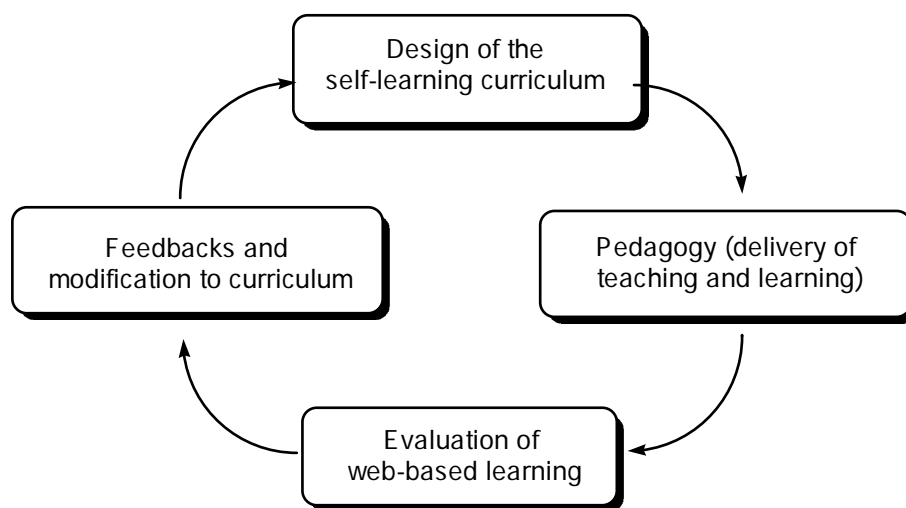 Design of the
self-learning curriculum
Pedagogy (delivery of
teaching and learning)
Evaluation of
web-based learning
Feedbacks and
modification to curriculum